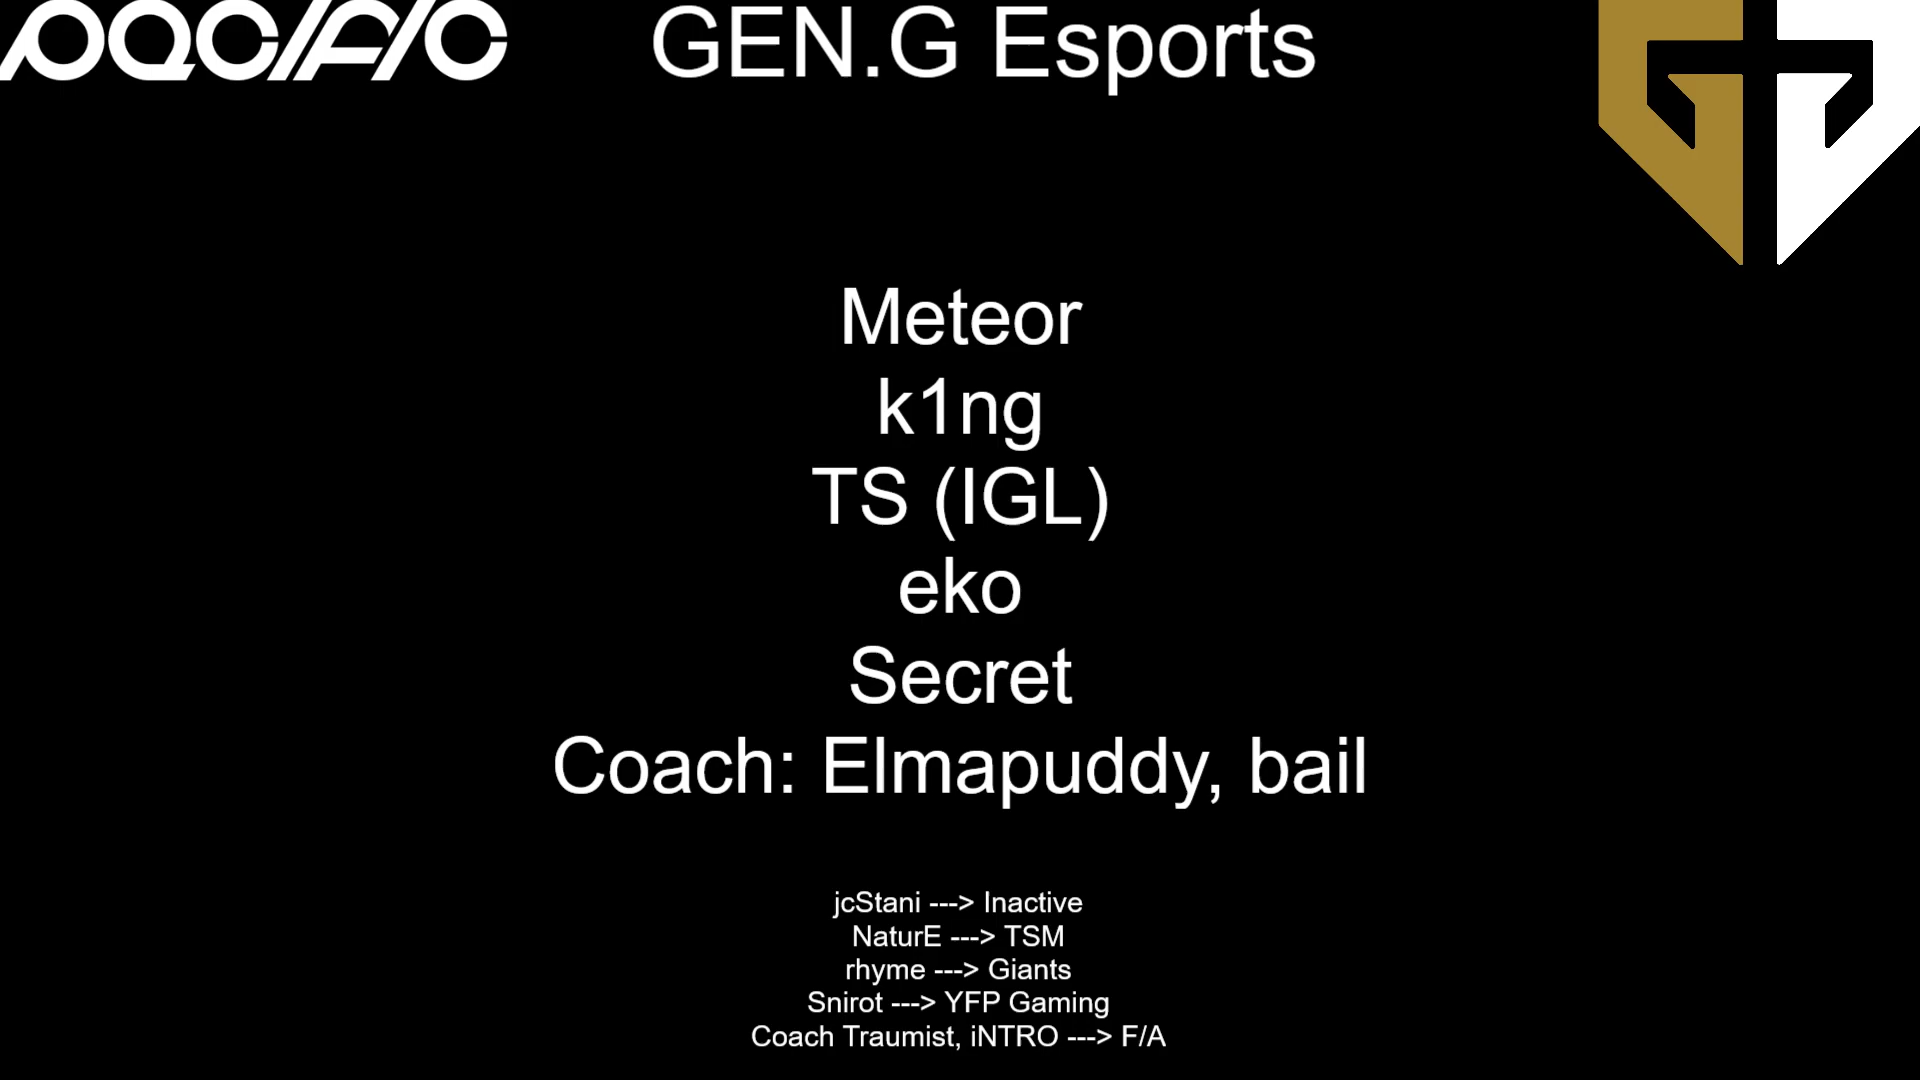 PACIFIC
GEN.G Esports
Meteor
k1ng
TS (IGL)
eko
Secret
Coach: Elmapuddy, bail
jcStani ---> Inactive
NaturE ---> TSM
rhyme ---> Giants
Snirot ---> YFP Gaming
Coach Traumist, iNTRO ---> F/A